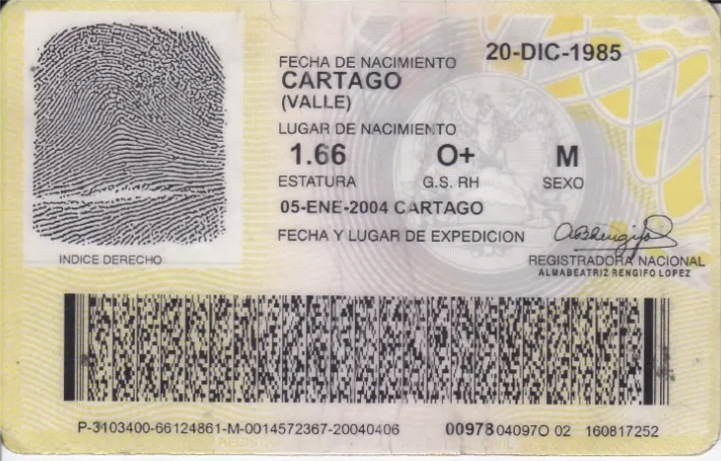 FECHA DE NACIMIENTO 20-DIC-1985
CARTAGO
(VALLE)
LUGAR DE NACIMIENTO
1.66 O+ M
ESTATURA G.S. RH SEXO
05-ENE-2004 CARTAGO
FECHA Y LUGAR DE EXPEDICION
REGISTRADORA NACIONAL
ALMABEATRIZ RENGIFO LOPEZ
INDICE DERECHO
P-3103400-66124861-M-0014572367-20040406 00978 04097O 02 160817252